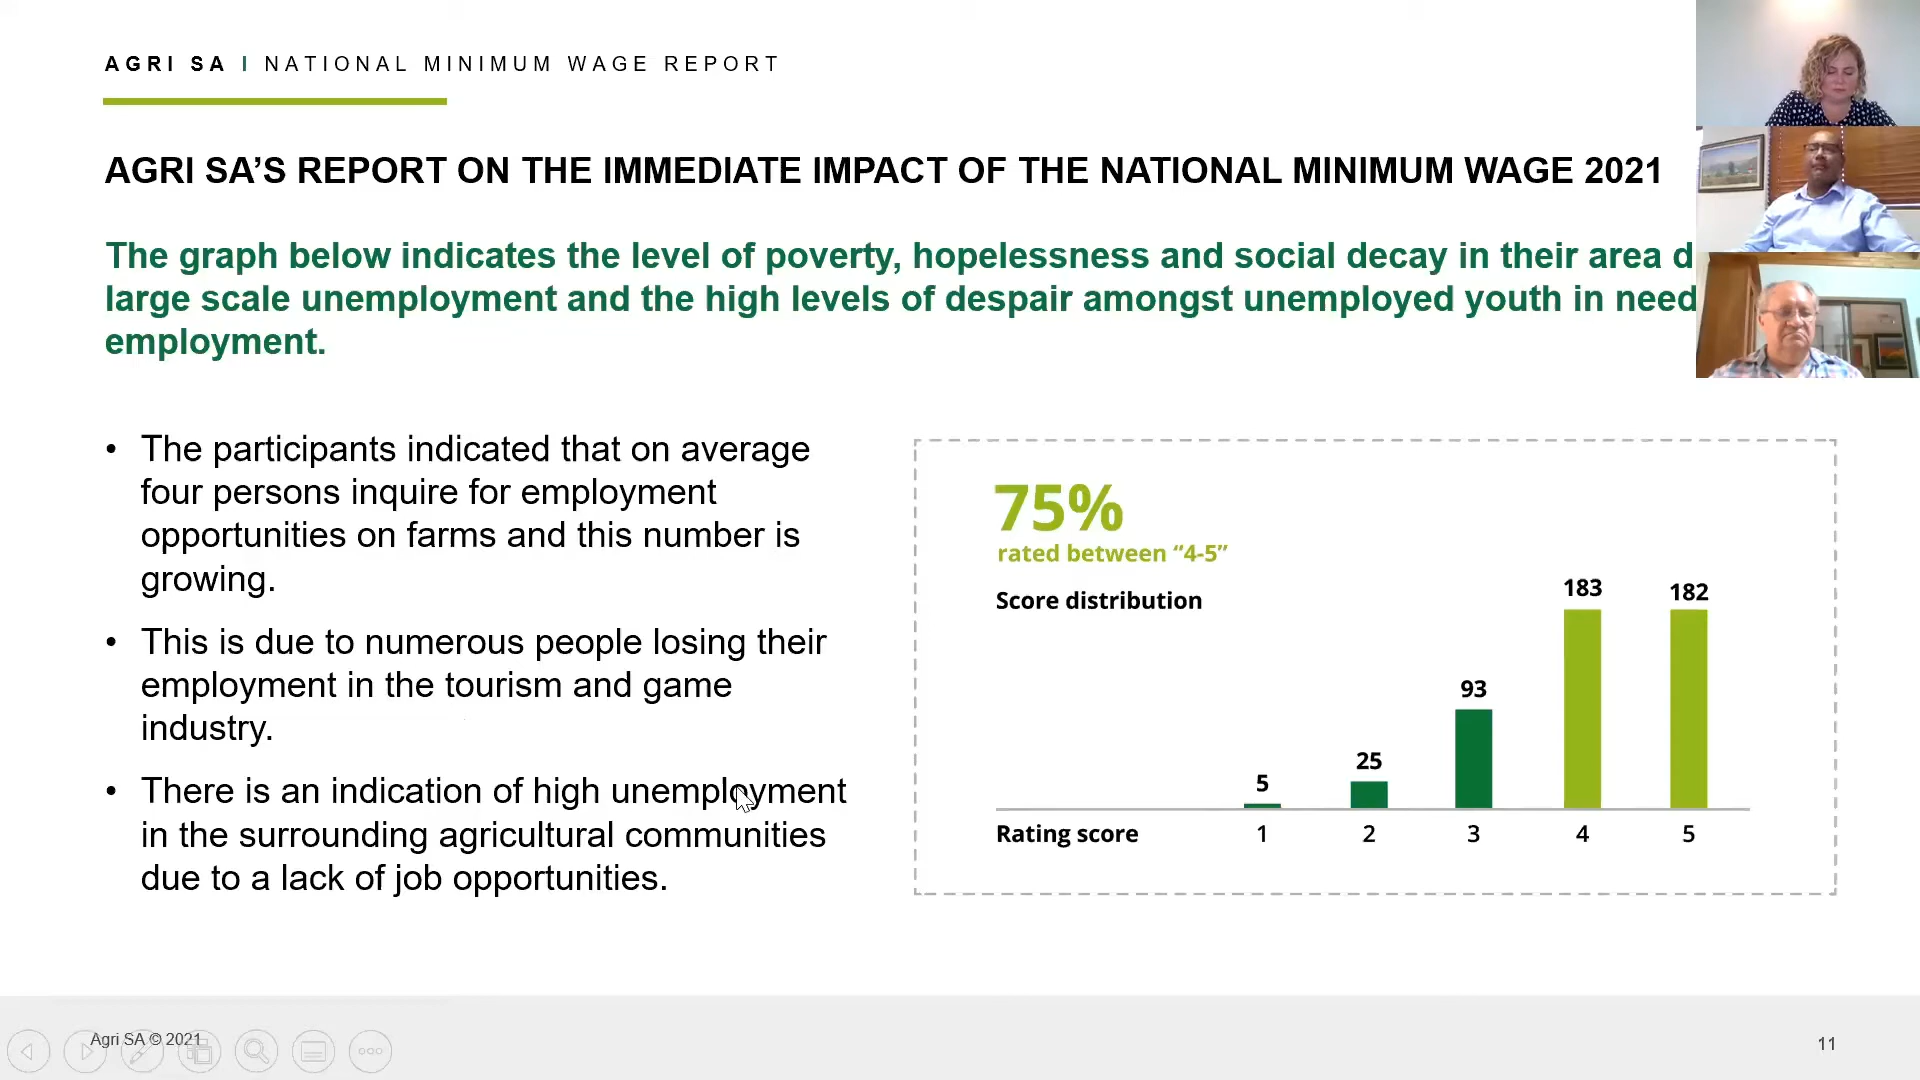 AGRI SA I NATIONAL MINIMUM WAGE REPORT
AGRI SA’S REPORT ON THE IMMEDIATE IMPACT OF THE NATIONAL MINIMUM WAGE 2021
The graph below indicates the level of poverty, hopelessness and social decay in their area d
large scale unemployment and the high levels of despair amongst unemployed youth in need
employment.
• The participants indicated that on average
four persons inquire for employment
opportunities on farms and this number is
growing.
• This is due to numerous people losing their
employment in the tourism and game
industry.
• There is an indication of high unemployment
in the surrounding agricultural communities
due to a lack of job opportunities.
75%
rated between “4-5”
Score distribution
5 25 93 183 182
Rating score 1 2 3 4 5
Agri SA © 2021
11